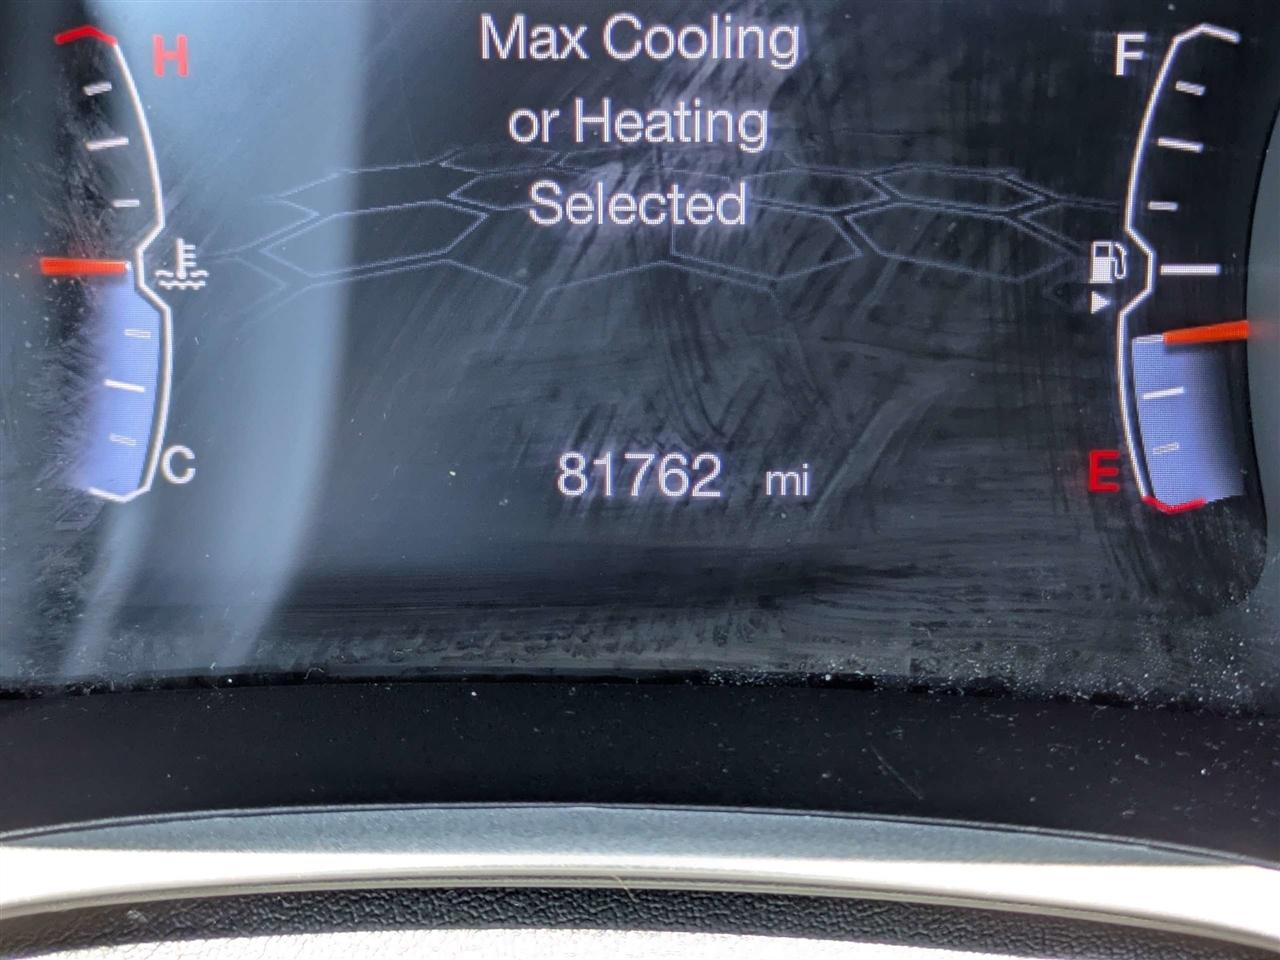 Max Cooling
or Heating
Selected
H
F
C
E
81762 mi